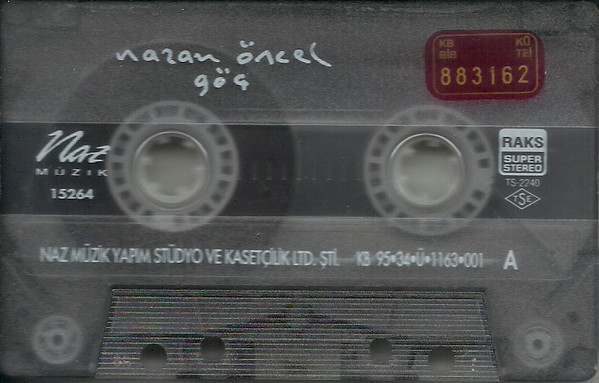 nazan öncel
göç
KB KÜ
BİB TEİ
883162
Naz
MÜZİK
15264
RAKS
SUPER
STEREO
TS-2240
TSE
NAZ MÜZİK YAPIM STÜDYO VE KASETÇİLİK LTD. ŞTİ. KB 95•34•Ü•1163•001 A